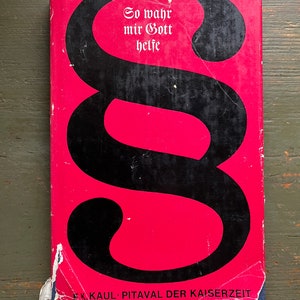 So wahr
mir Gott
helfe
KAUL PITAVAL DER KAISERZEIT